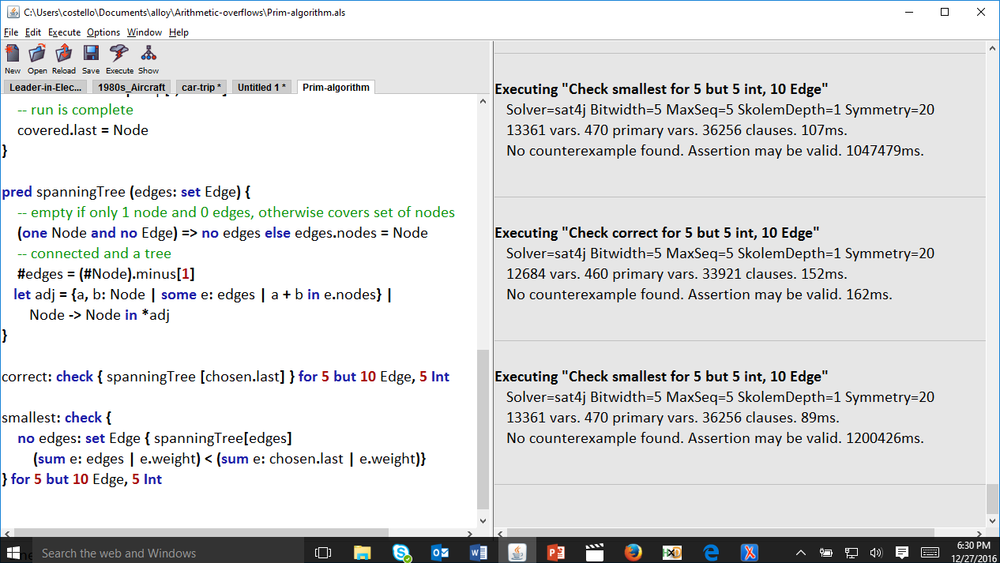 C:\Users\costello\Documents\alloy\Arithmetic-overflows\Prim-algorithm.als
File Edit Execute Options Window Help
New Open Reload Save Execute Show
Leader-in-Elec... 1980s_Aircraft car-trip * Untitled 1 * Prim-algorithm
-- run is complete
covered.last = Node
}
pred spanningTree (edges: set Edge) {
-- empty if only 1 node and 0 edges, otherwise covers set of nodes
(one Node and no Edge) => no edges else edges.nodes = Node
-- connected and a tree
#edges = (#Node).minus[1]
let adj = {a, b: Node | some e: edges | a + b in e.nodes} |
Node -> Node in *adj
}
correct: check { spanningTree [chosen.last] } for 5 but 10 Edge, 5 Int
smallest: check {
no edges: set Edge { spanningTree[edges]
(sum e: edges | e.weight) < (sum e: chosen.last | e.weight)}
} for 5 but 10 Edge, 5 Int
Executing "Check smallest for 5 but 5 int, 10 Edge"
Solver=sat4j Bitwidth=5 MaxSeq=5 SkolemDepth=1 Symmetry=20
13361 vars. 470 primary vars. 36256 clauses. 107ms.
No counterexample found. Assertion may be valid. 1047479ms.
Executing "Check correct for 5 but 5 int, 10 Edge"
Solver=sat4j Bitwidth=5 MaxSeq=5 SkolemDepth=1 Symmetry=20
12684 vars. 460 primary vars. 33921 clauses. 152ms.
No counterexample found. Assertion may be valid. 162ms.
Executing "Check smallest for 5 but 5 int, 10 Edge"
Solver=sat4j Bitwidth=5 MaxSeq=5 SkolemDepth=1 Symmetry=20
13361 vars. 470 primary vars. 36256 clauses. 89ms.
No counterexample found. Assertion may be valid. 1200426ms.
Search the web and Windows
6:30 PM
12/27/2016